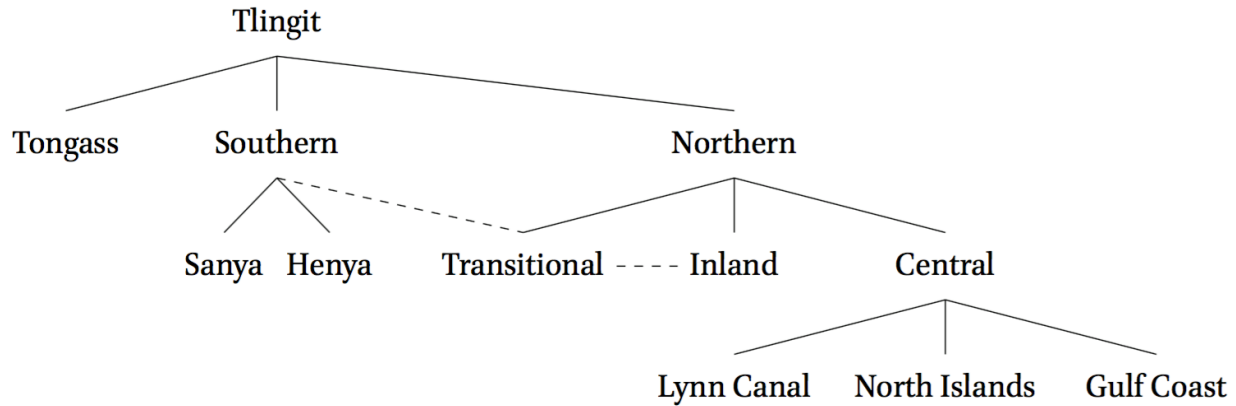 Tlingit
Tongass Southern Northern
Sanya Henya Transitional Inland Central
Lynn Canal North Islands Gulf Coast